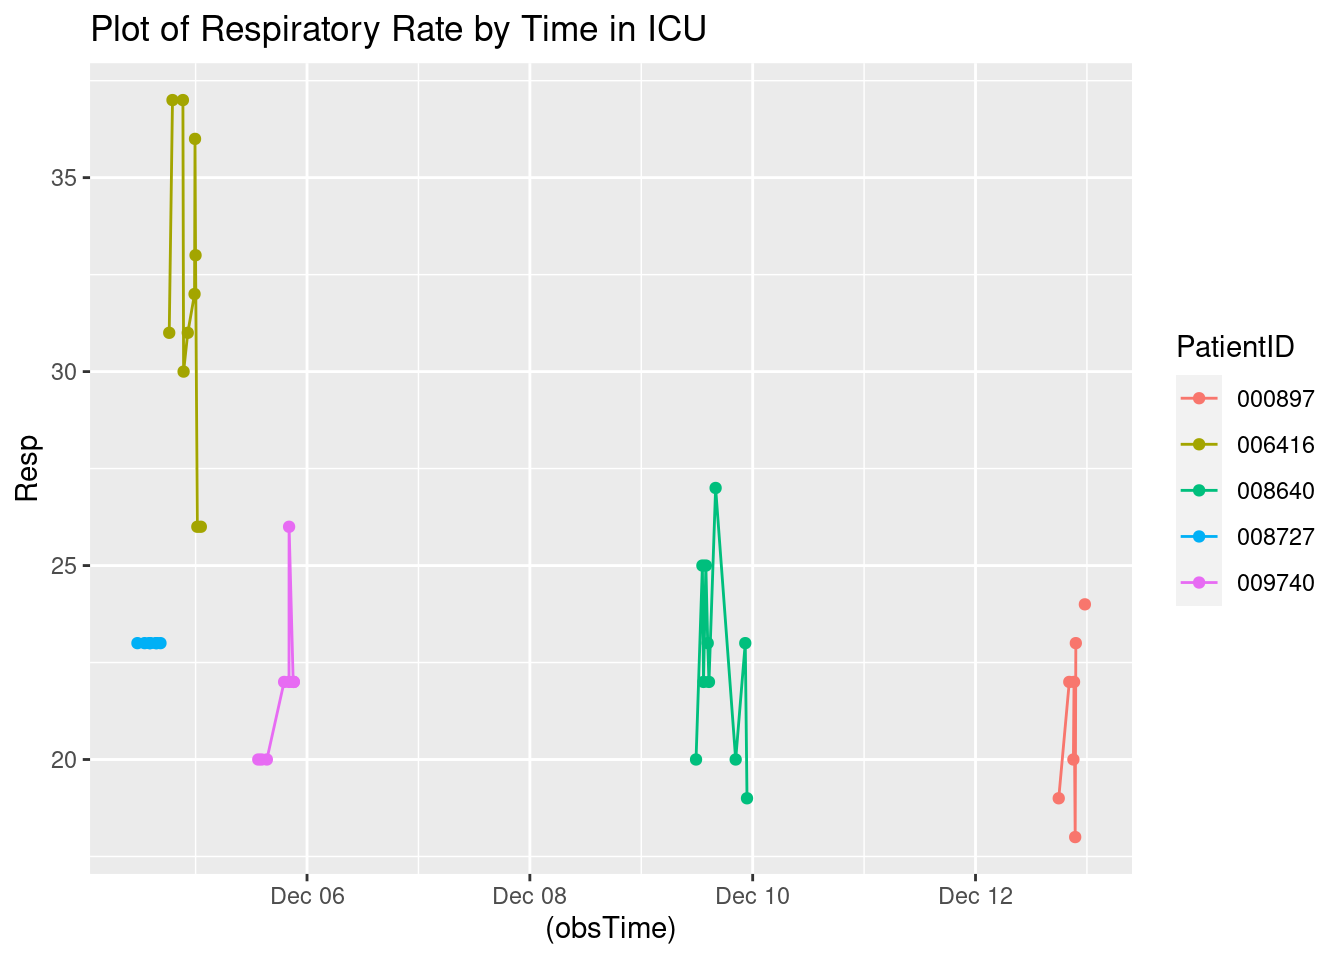 Plot of Respiratory Rate by Time in ICU
35
30
25
20
Resp
Dec 06 Dec 08 Dec 10 Dec 12
(obsTime)
PatientID
000897
006416
008640
008727
009740